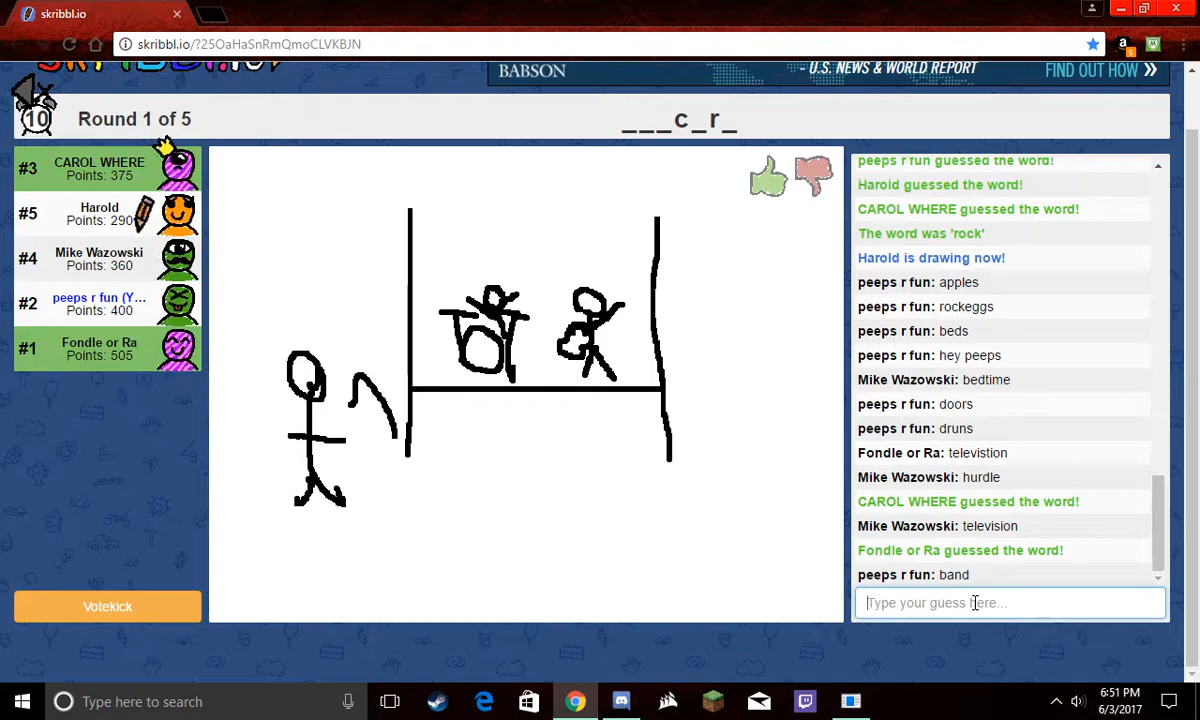 skribbl.io
skribbl.io/?25OaHaSnRmQmoCLVKBJN
BABSON
- U.S. NEWS & WORLD REPORT
FIND OUT HOW »
10
Round 1 of 5
___c_r_
#3
CAROL WHERE
Points: 375
#5
Harold
Points: 290
#4
Mike Wazowski
Points: 360
#2
peeps r fun (Y...
Points: 400
#1
Fondle or Ra
Points: 505
Votekick
peeps r fun guessed the word!
Harold guessed the word!
CAROL WHERE guessed the word!
The word was 'rock'
Harold is drawing now!
peeps r fun: apples
peeps r fun: rockeggs
peeps r fun: beds
peeps r fun: hey peeps
Mike Wazowski: bedtime
peeps r fun: doors
peeps r fun: druns
Fondle or Ra: televistion
Mike Wazowski: hurdle
CAROL WHERE guessed the word!
Mike Wazowski: television
Fondle or Ra guessed the word!
peeps r fun: band
Type your guess here...
Type here to search
6:51 PM
6/3/2017